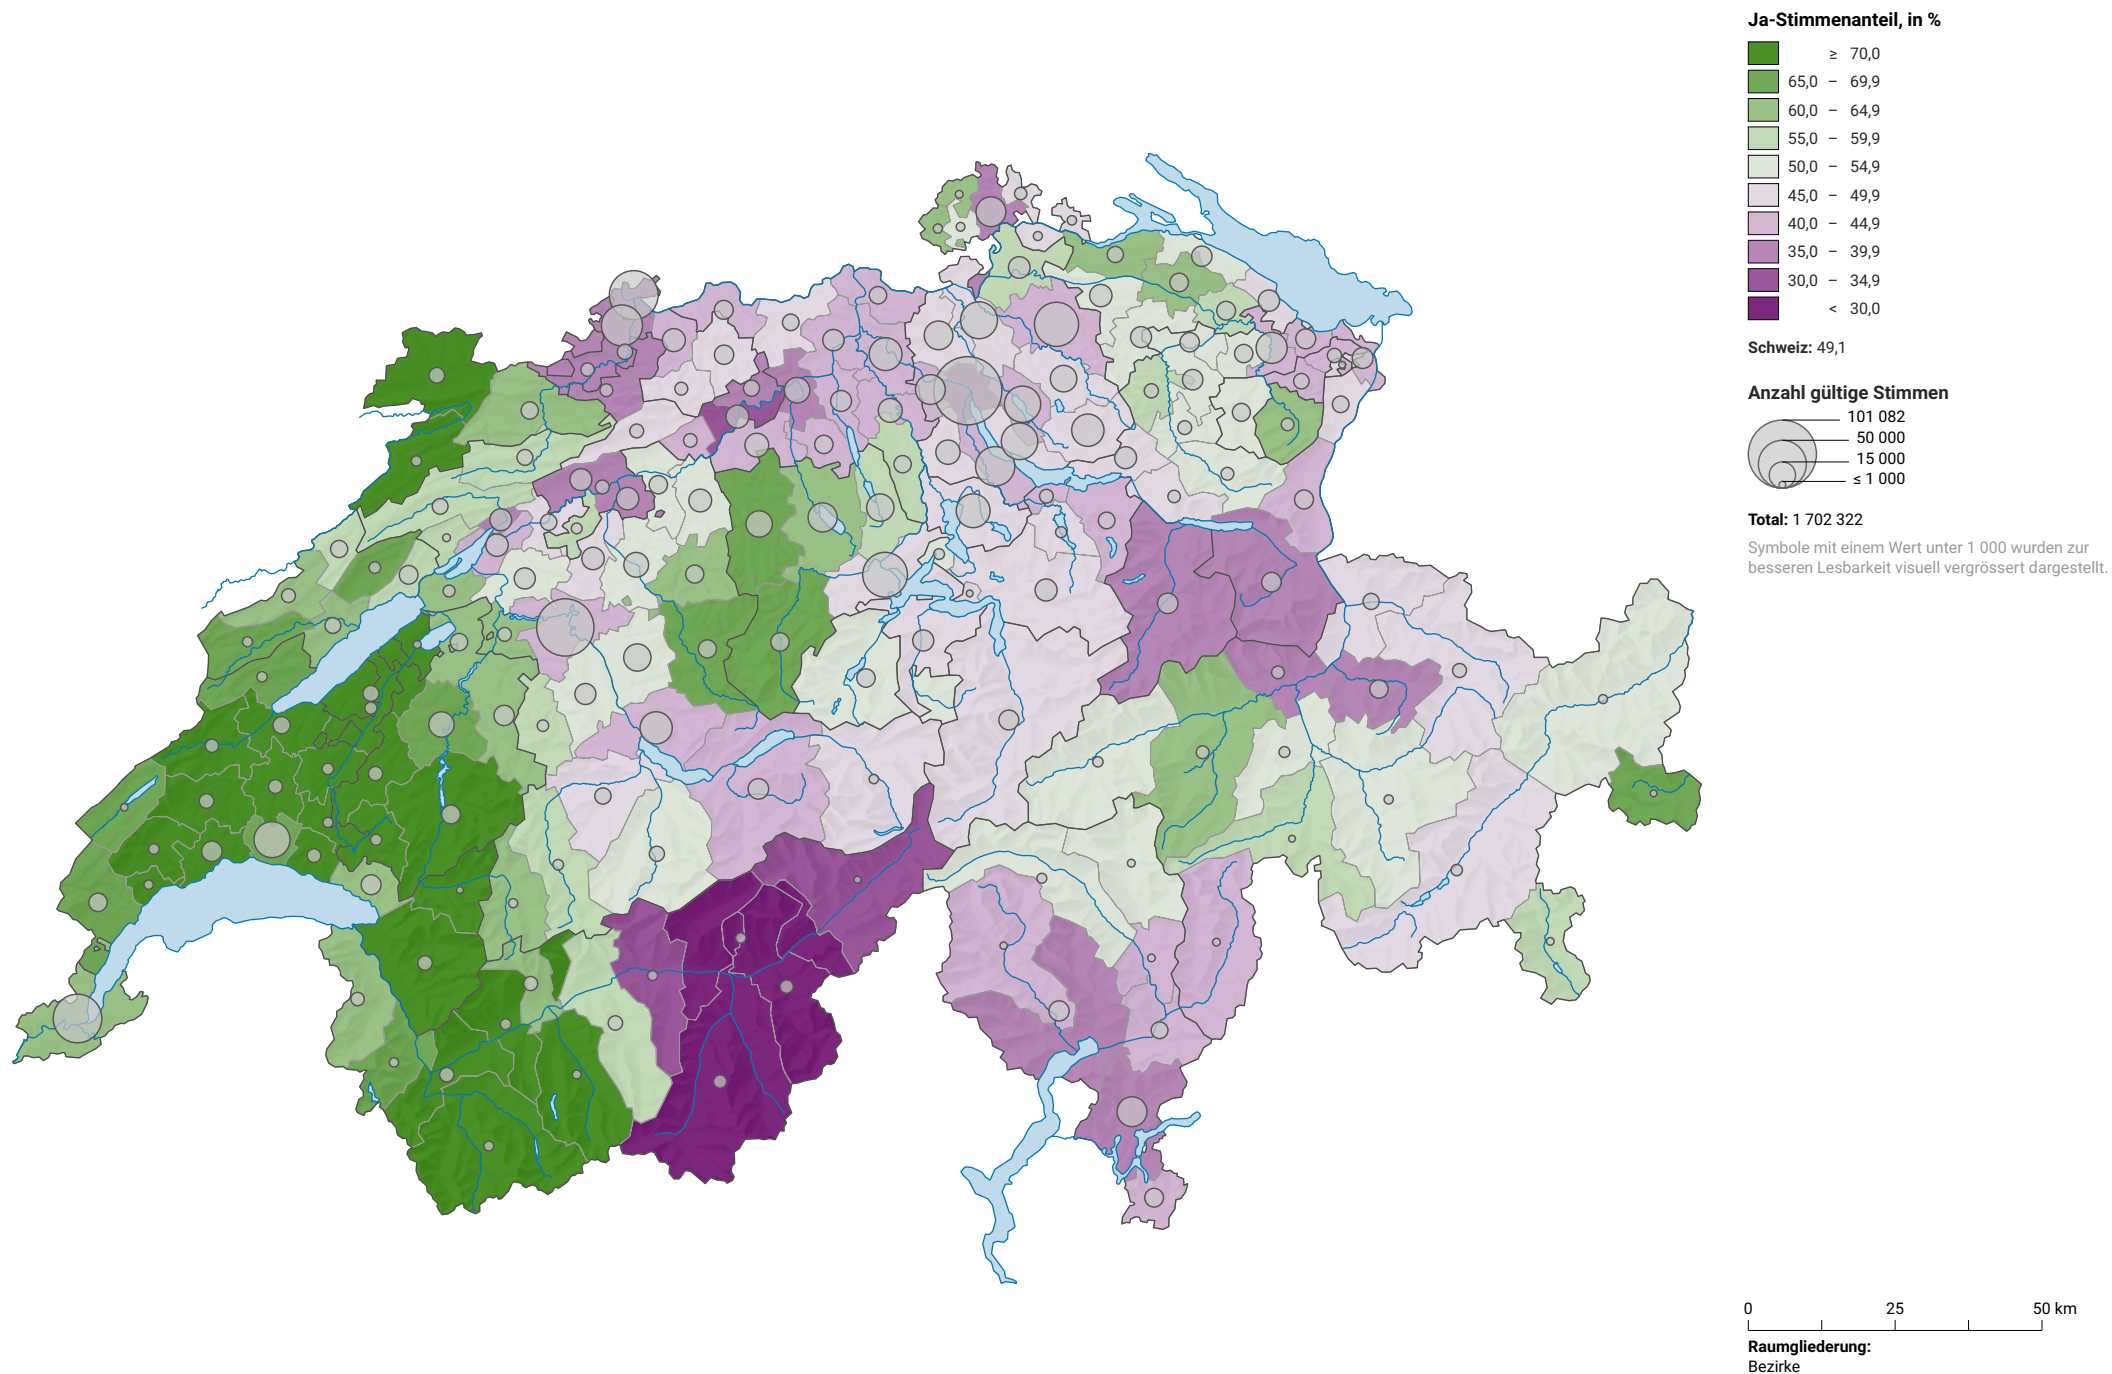 Ja-Stimmenanteil, in %
≥ 70,0
65,0 – 69,9
60,0 – 64,9
55,0 – 59,9
50,0 – 54,9
45,0 – 49,9
40,0 – 44,9
35,0 – 39,9
30,0 – 34,9
< 30,0
Schweiz: 49,1
Anzahl gültige Stimmen
101 082
50 000
15 000
≤ 1 000
Total: 1 702 322
Symbole mit einem Wert unter 1 000 wurden zur
besseren Lesbarkeit visuell vergrössert dargestellt.
0 25 50 km
Raumgliederung:
Bezirke